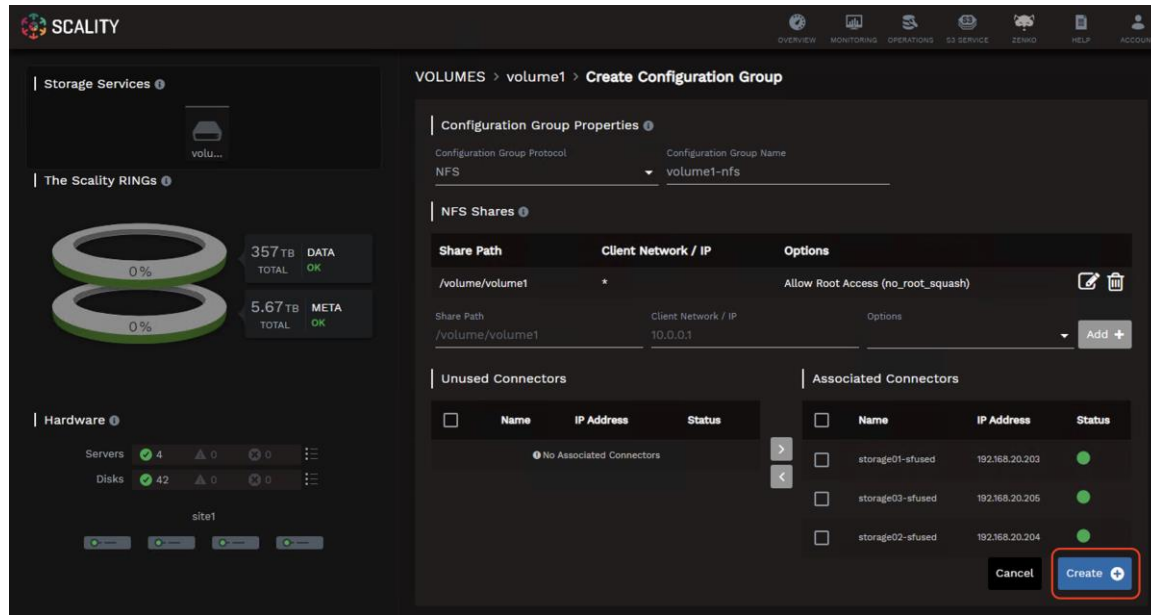 SCALITY
OVERVIEW MONITORING OPERATIONS S3 SERVICE ZENKO HELP ACCOUN
Storage Services
volu...
The Scality RINGs
0%
357TB TOTAL DATA OK
0%
5.67TB TOTAL META OK
Hardware
Servers 4 0 0
Disks 42 0 0
site1
VOLUMES > volume1 > Create Configuration Group
Configuration Group Properties
Configuration Group Protocol Configuration Group Name
NFS volume1-nfs
NFS Shares
Share Path Client Network / IP Options
/volume/volume1 * Allow Root Access (no_root_squash)
Share Path Client Network / IP Options
/volume/volume1 10.0.0.1 Add +
Unused Connectors
Name IP Address Status
No Associated Connectors
>
<
Associated Connectors
Name IP Address Status
storage01-sfused 192.168.20.203
storage03-sfused 192.168.20.205
storage02-sfused 192.168.20.204
Cancel Create +